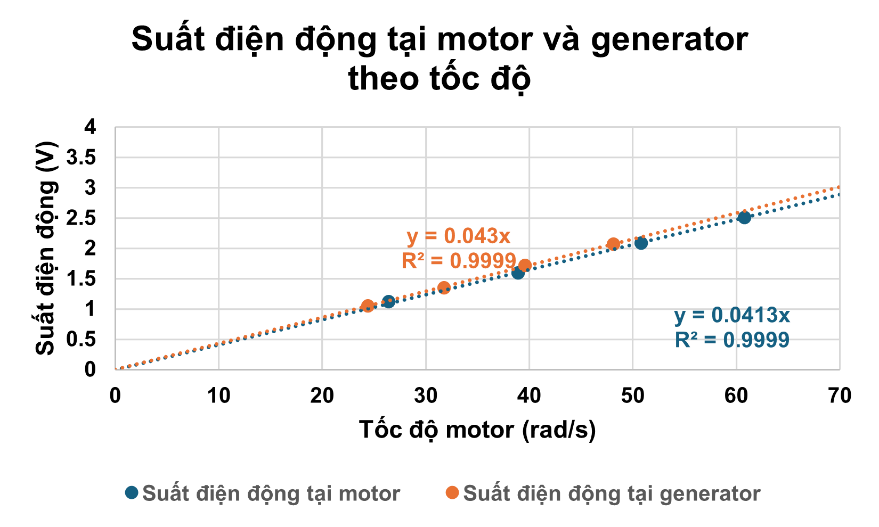 Suất điện động tại motor và generator
theo tốc độ
Suất điện động (V)
4
3.5
3
2.5
2
1.5
1
0.5
0
y = 0.043x
R² = 0.9999
y = 0.0413x
R² = 0.9999
0 10 20 30 40 50 60 70
Tốc độ motor (rad/s)
Suất điện động tại motor Suất điện động tại generator